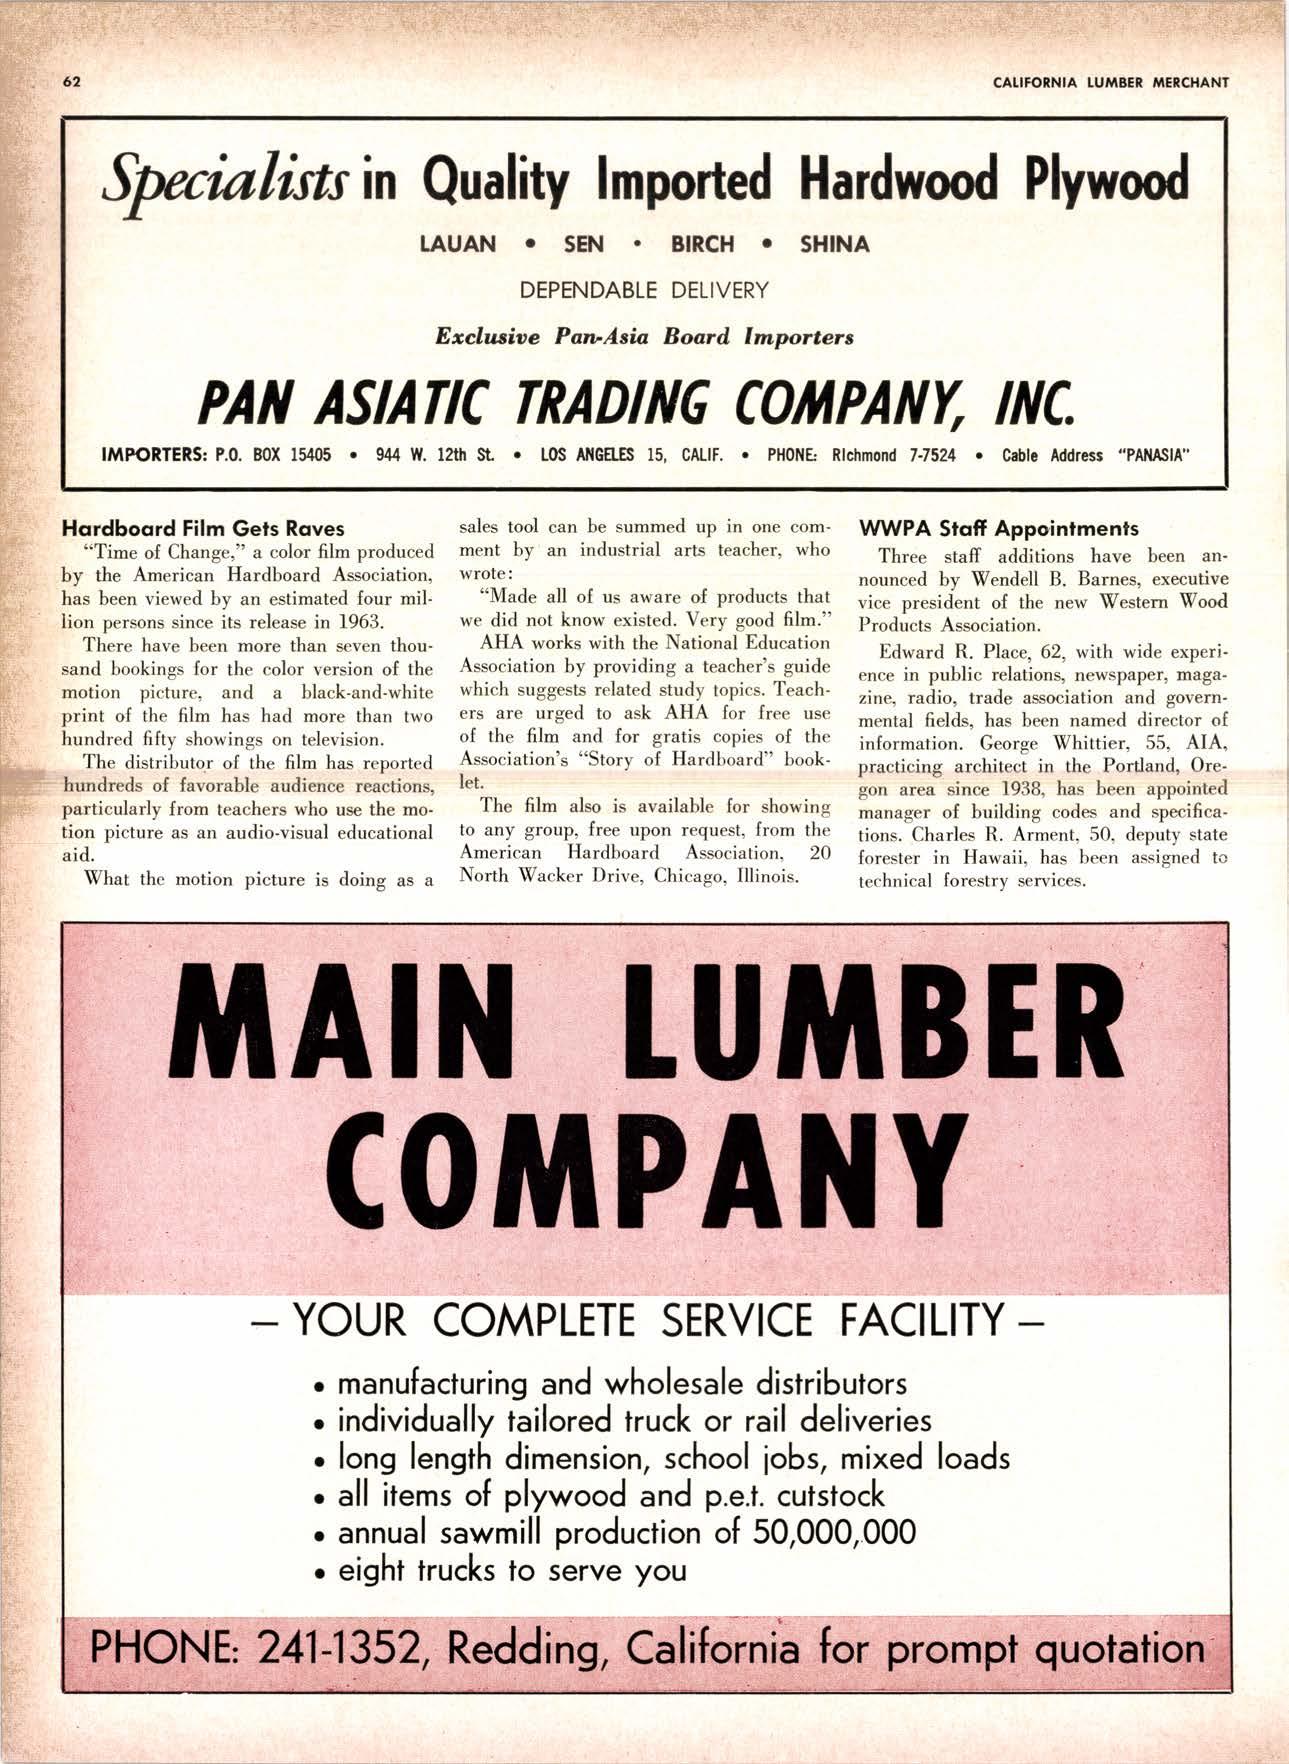 62
CALIFORNIA LUMBER MERCHANT
Specialists in Quality Imported Hardwood Plywood
LAUAN • SEN • BIRCH • SHINA
DEPENDABLE DELIVERY
Exclusive Pan-Asia Board Importers
PAN ASIATIC TRADING COMPANY, INC.
IMPORTERS: P.O. BOX 15405 • 944 W. 12th St. • LOS ANGELES 15, CALIF. • PHONE: RIchmond 7-7524 • Cable Address "PANASIA"
Hardboard Film Gets Raves
"Time of Change," a color film produced
by the American Hardboard Association,
has been viewed by an estimated four mil-
lion persons since its release in 1963.
There have been more than seven thou-
sand bookings for the color version of the
motion picture, and a black-and-white
print of the film has had more than two
hundred fifty showings on television.
The distributor of the film has reported
hundreds of favorable audience reactions,
particularly from teachers who use the mo-
tion picture as an audio-visual educational
aid.
What the motion picture is doing as a
sales tool can be summed up in one com-
ment by an industrial arts teacher, who
wrote:
"Made all of us aware of products that
we did not know existed. Very good film."
AHA works with the National Education
Association by providing a teacher's guide
which suggests related study topics. Teach-
ers are urged to ask AHA for free use
of the film and for gratis copies of the
Association's "Story of Hardboard" book-
let.
The film also is available for showing
to any group, free upon request, from the
American Hardboard Association, 20
North Wacker Drive, Chicago, Illinois.
WWPA Staff Appointments
Three staff additions have been an-
nounced by Wendell B. Barnes, executive
vice president of the new Western Wood
Products Association.
Edward R. Place, 62, with wide experi-
ence in public relations, newspaper, maga-
zine, radio, trade association and govern-
mental fields, has been named director of
information. George Whittier, 55, AIA,
practicing architect in the Portland, Ore-
gon area since 1938, has been appointed
manager of building codes and specifica-
tions. Charles R. Arment, 50, deputy state
forester in Hawaii, has been assigned to
technical forestry services.
MAIN LUMBER
COMPANY
– YOUR COMPLETE SERVICE FACILITY –
• manufacturing and wholesale distributors
• individually tailored truck or rail deliveries
• long length dimension, school jobs, mixed loads
• all items of plywood and p.e.t. cutstock
• annual sawmill production of 50,000,000
• eight trucks to serve you
PHONE: 241-1352, Redding, California for prompt quotation